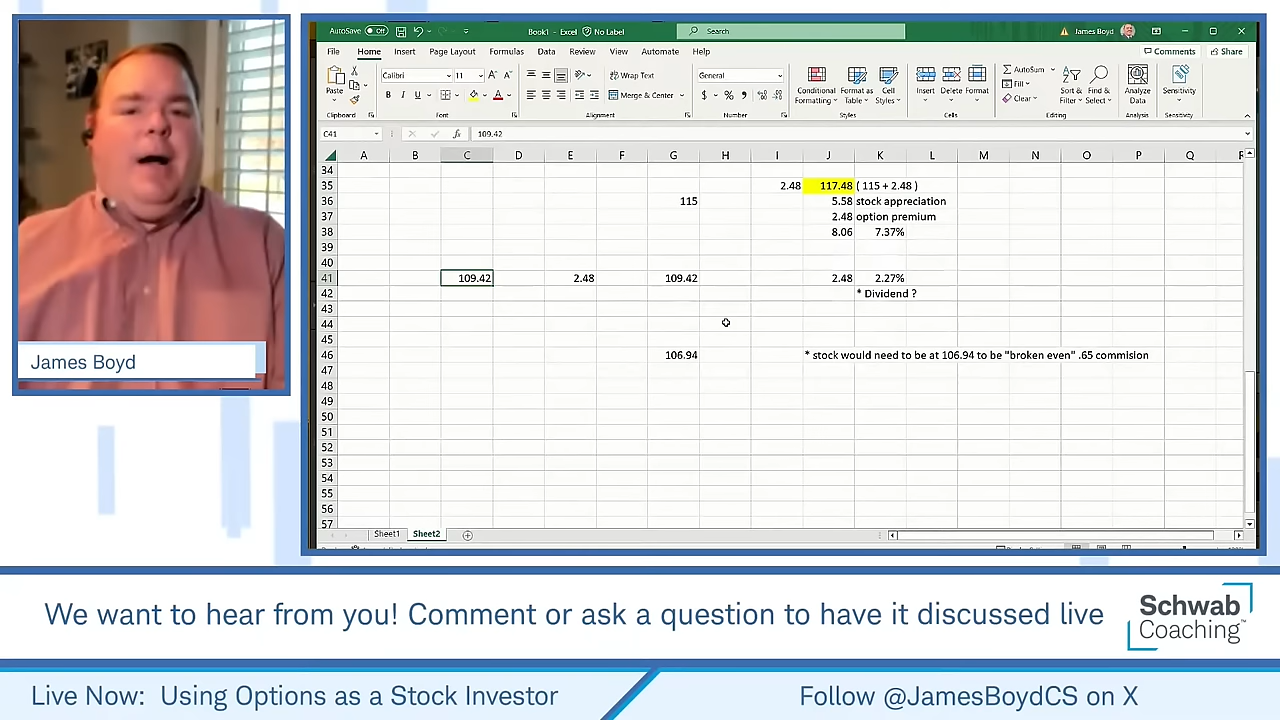 AutoSave Off Book1 - Excel No Label Search James Boyd
File Home Insert Draw Page Layout Formulas Data Review View Automate Help Comments Share
Paste Calibri 11 Wrap Text General Conditional Formatting Format as Table Cell Styles Insert Delete Format AutoSum Fill Clear Sort & Filter Find & Select Analyze Data Sensitivity
B I U Merge & Center $ %
Clipboard Font Alignment Number Styles Cells Editing Analysis Sensitivity
C41 fx 109.42
A B C D E F G H I J K L M N O P Q R
34
35 2.48 117.48 ( 115 + 2.48 )
36 115 5.58 stock appreciation
37 2.48 option premium
38 8.06 7.37%
39
40
41 109.42 2.48 109.42 2.48 2.27%
42 * Dividend ?
43
44
45
46 106.94 * stock would need to be at 106.94 to be "broken even" .65 commision
47
48
49
50
51
52
53
54
55
56
57
Sheet1 Sheet2
James Boyd
We want to hear from you! Comment or ask a question to have it discussed live
Schwab
Coaching™
Live Now: Using Options as a Stock Investor
Follow @JamesBoydCS on X